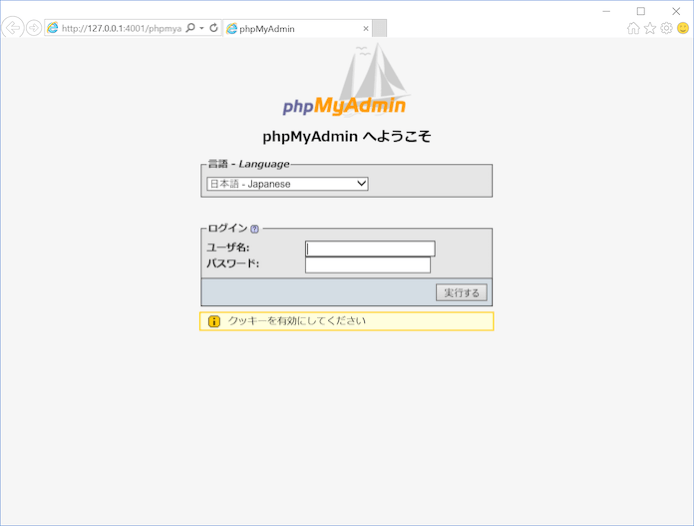 http://127.0.0.1:4001/phpmya
phpMyAdmin
phpMyAdmin
phpMyAdmin へようこそ
言語 - Language
日本語 - Japanese
ログイン
ユーザ名:
パスワード:
実行する
クッキーを有効にしてください